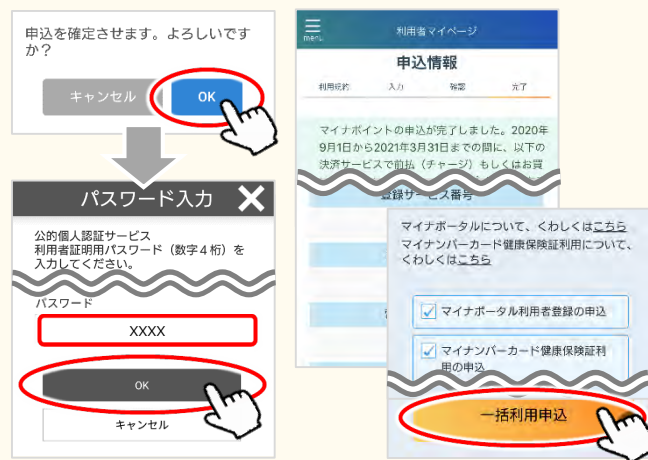 申込を確定させます。よろしいです
か？
キャンセル
OK
パスワード入力
公的個人認証サービス
利用者証明用パスワード（数字４桁）を
入力してください。
パスワード
XXXX
OK
キャンセル
menu
利用者マイページ
申込情報
利用規約 入力 確認 完了
マイナポイントの申込が完了しました。2020年
9月1日から2021年3月31日までの間に、以下の
決済サービスで前払（チャージ）もしくはお買
登録サービス番号
マイナポータルについて、くわしくはこちら
マイナンバーカード健康保険証利用について、
くわしくはこちら
マイナポータル利用者登録の申込
マイナンバーカード健康保険証利
用の申込
一括利用申込